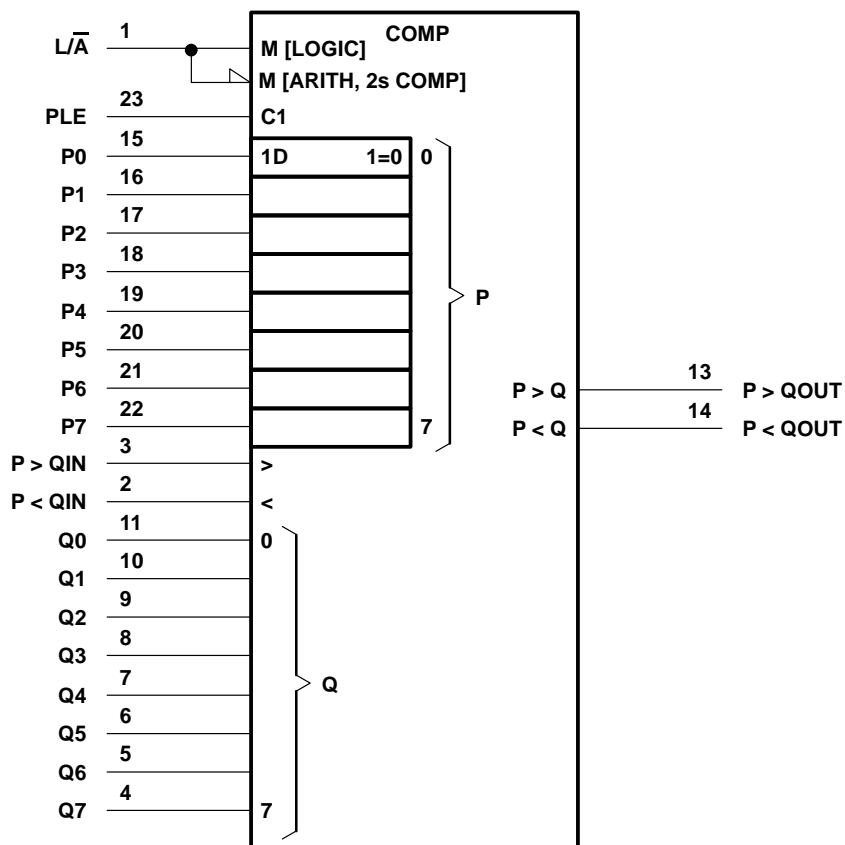 COMP
L/A̅ 1 M [LOGIC]
M [ARITH, 2s COMP]
PLE 23 C1
P0 15 1D 1=0 0
P1 16
P2 17
P3 18
P4 19
P
P5 20
P6 21
P > Q 13 P > QOUT
P7 22 7
P < Q 14 P < QOUT
P > QIN 3 >
P < QIN 2 <
Q0 11 0
Q1 10
Q2 9
Q3 8
Q
Q4 7
Q5 6
Q6 5
Q7 4 7